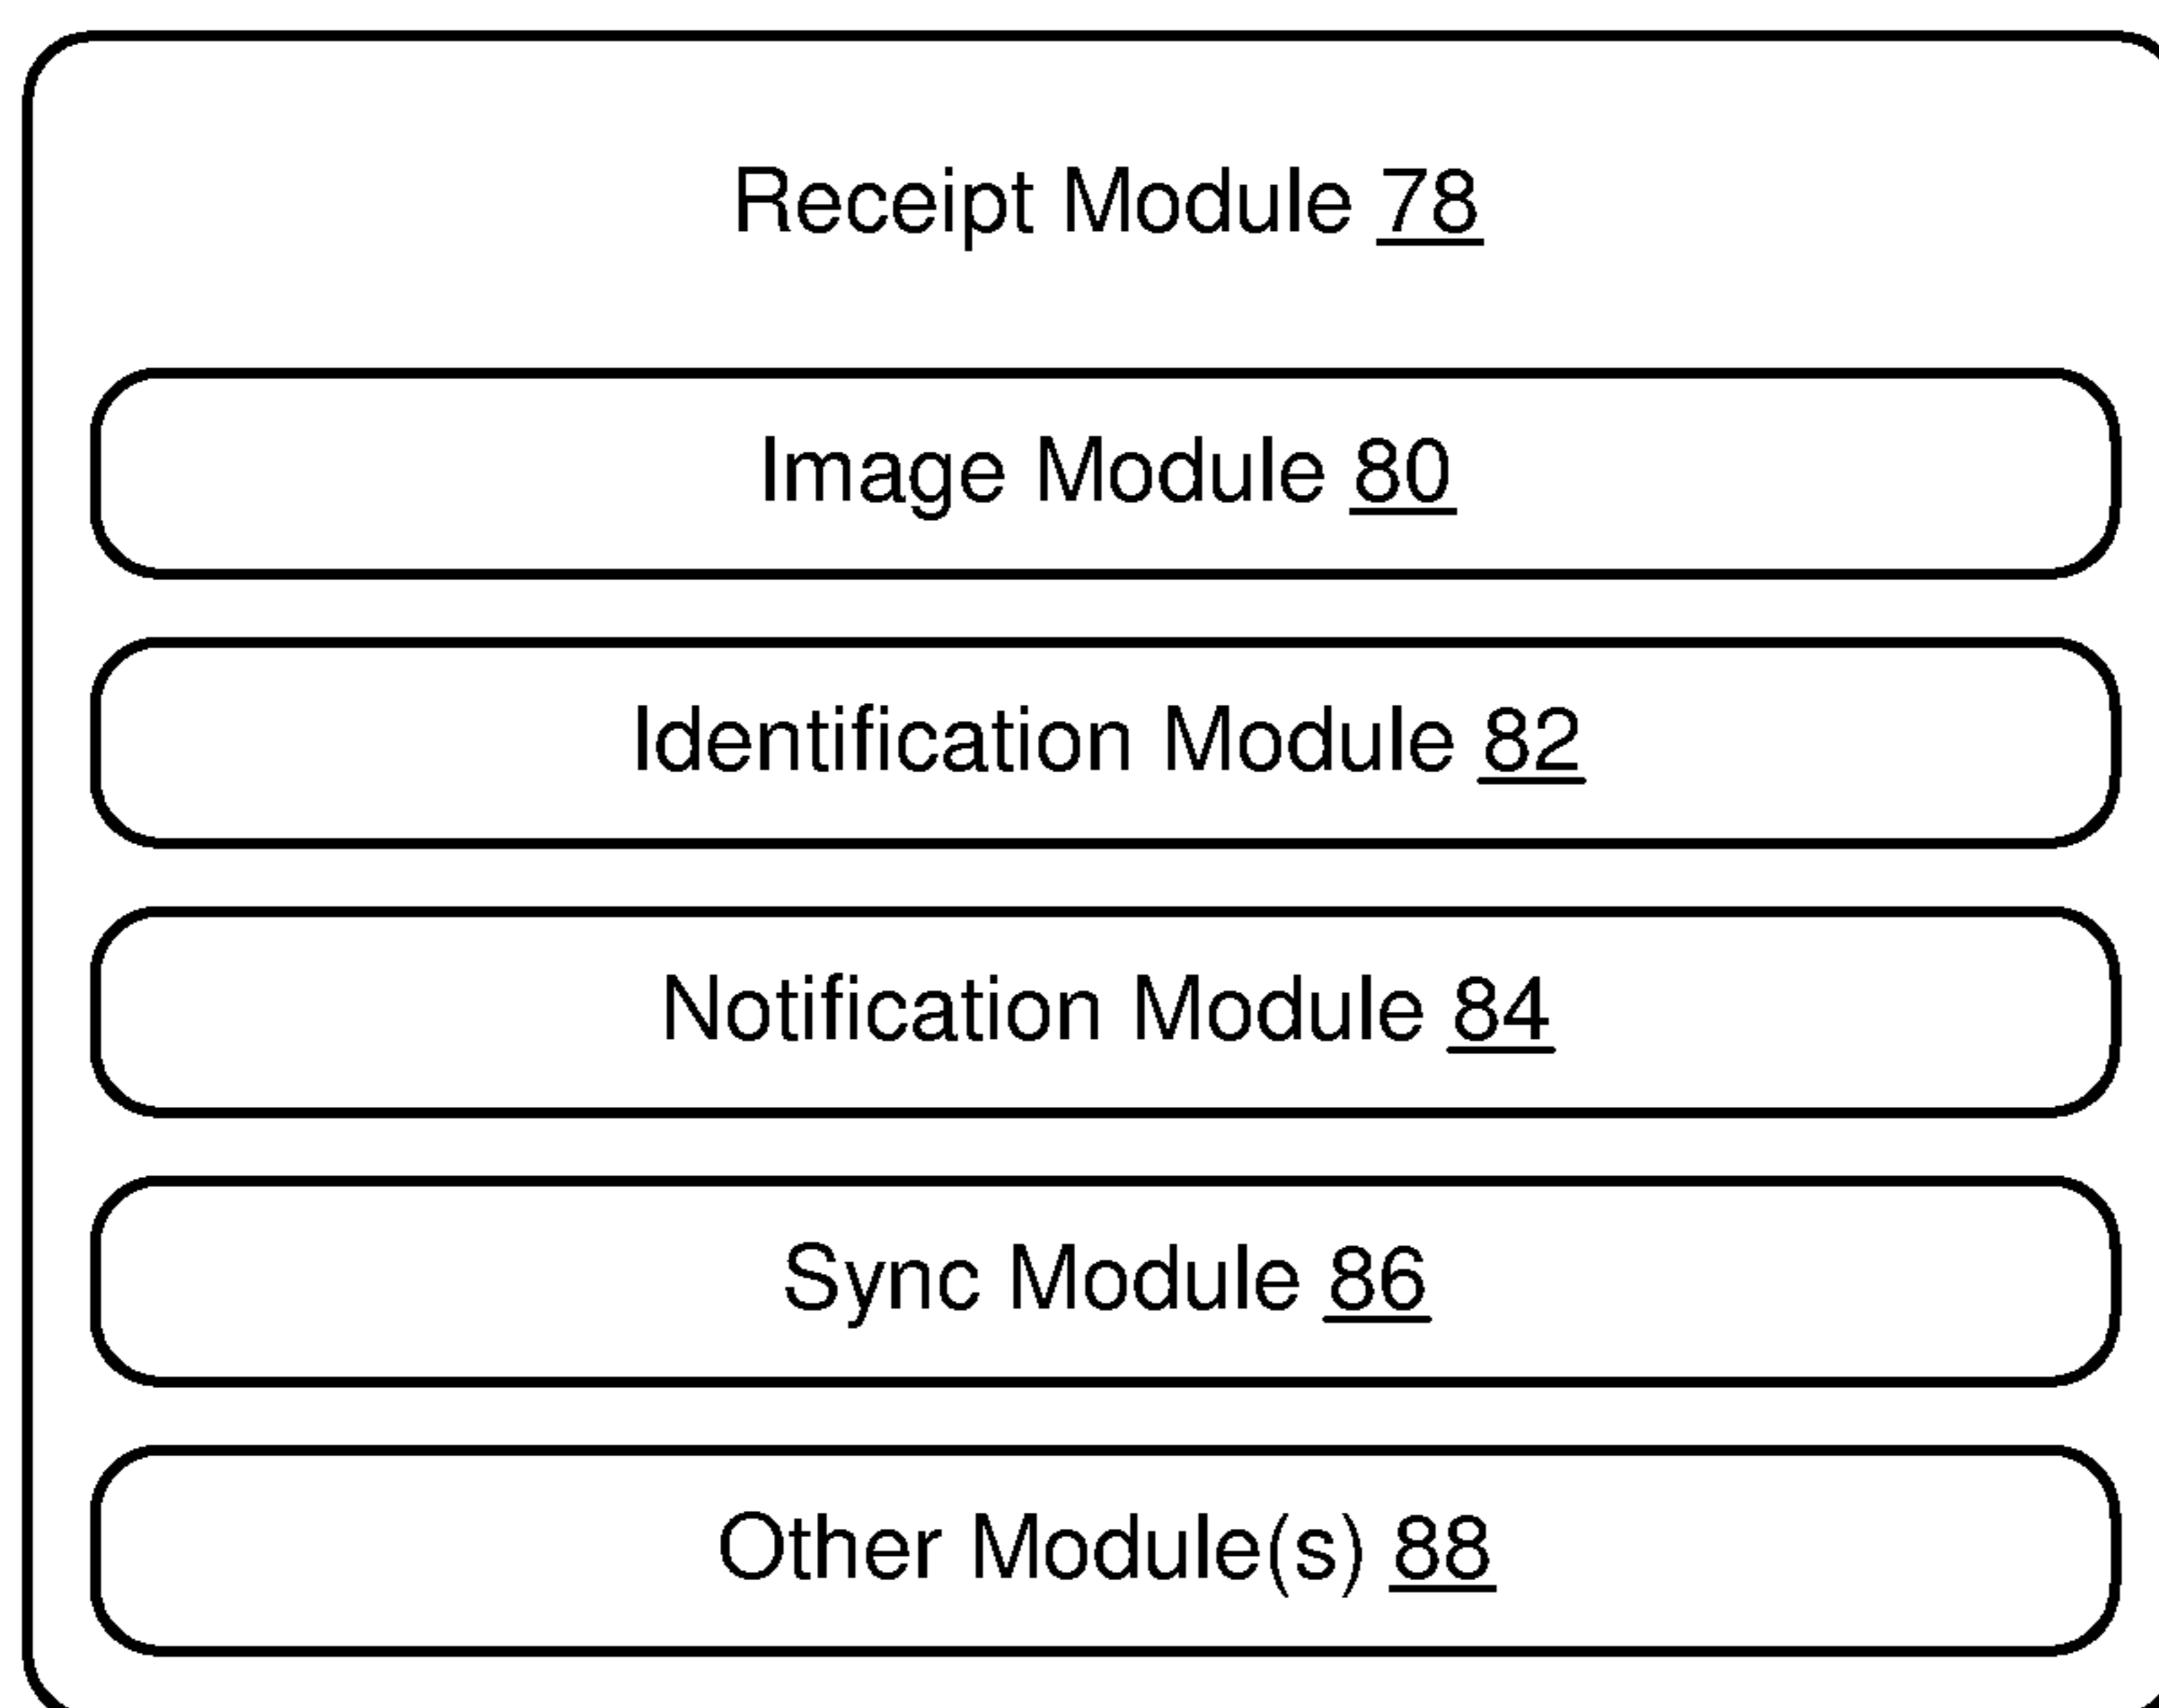 Receipt Module 78
Image Module 80
Identification Module 82
Notification Module 84
Sync Module 86
Other Module(s) 88